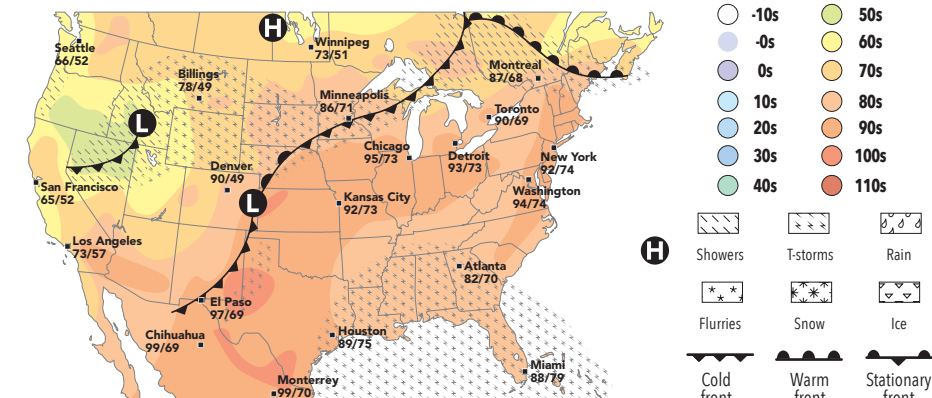 H
Seattle
66/52
Winnipeg
73/51
Billings
78/49
Montreal
87/68
Minneapolis
86/71
Toronto
90/69
L
Chicago
95/73
Detroit
93/73
New York
92/74
Denver
90/49
San Francisco
65/52
L
Kansas City
92/73
Washington
94/74
Los Angeles
73/57
Atlanta
82/70
El Paso
97/69
Chihuahua
99/69
Houston
89/75
Miami
88/79
Monterrey
99/70
H
-10s
50s
-0s
60s
0s
70s
10s
80s
20s
90s
30s
100s
40s
110s
Showers
T-storms
Rain
Flurries
Snow
Ice
Cold
front
Warm
front
Stationary
front